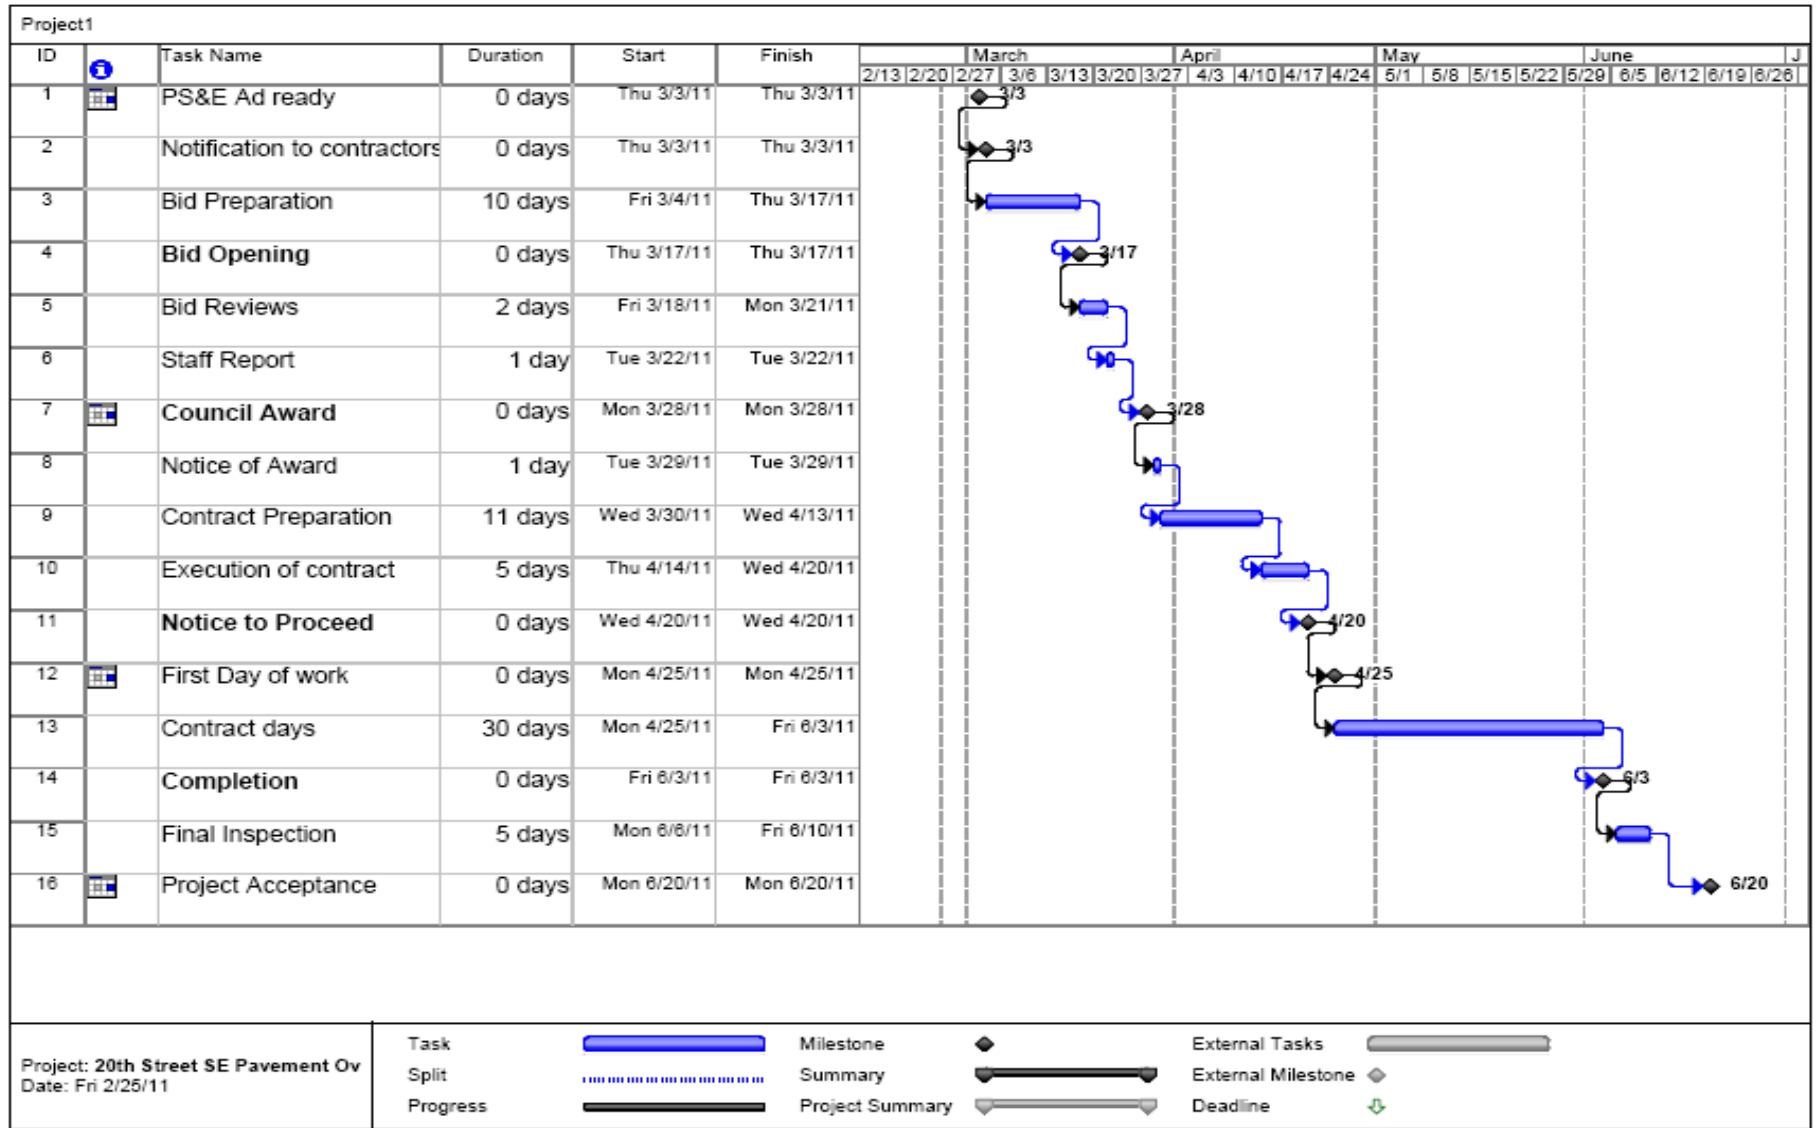 Project1
ID Task Name Duration Start Finish March April May June J
2/13 2/20 2/27 3/6 3/13 3/20 3/27 4/3 4/10 4/17 4/24 5/1 5/8 5/15 5/22 5/29 6/5 6/12 6/19 6/26
1 PS&E Ad ready 0 days Thu 3/3/11 Thu 3/3/11 3/3
2 Notification to contractors 0 days Thu 3/3/11 Thu 3/3/11 3/3
3 Bid Preparation 10 days Fri 3/4/11 Thu 3/17/11
4 Bid Opening 0 days Thu 3/17/11 Thu 3/17/11 3/17
5 Bid Reviews 2 days Fri 3/18/11 Mon 3/21/11
6 Staff Report 1 day Tue 3/22/11 Tue 3/22/11
7 Council Award 0 days Mon 3/28/11 Mon 3/28/11 3/28
8 Notice of Award 1 day Tue 3/29/11 Tue 3/29/11
9 Contract Preparation 11 days Wed 3/30/11 Wed 4/13/11
10 Execution of contract 5 days Thu 4/14/11 Wed 4/20/11
11 Notice to Proceed 0 days Wed 4/20/11 Wed 4/20/11 4/20
12 First Day of work 0 days Mon 4/25/11 Mon 4/25/11 4/25
13 Contract days 30 days Mon 4/25/11 Fri 6/3/11
14 Completion 0 days Fri 6/3/11 Fri 6/3/11 6/3
15 Final Inspection 5 days Mon 6/6/11 Fri 6/10/11
16 Project Acceptance 0 days Mon 6/20/11 Mon 6/20/11 6/20
Project: 20th Street SE Pavement Ov
Date: Fri 2/25/11
Task Milestone External Tasks
Split Summary External Milestone
Progress Project Summary Deadline